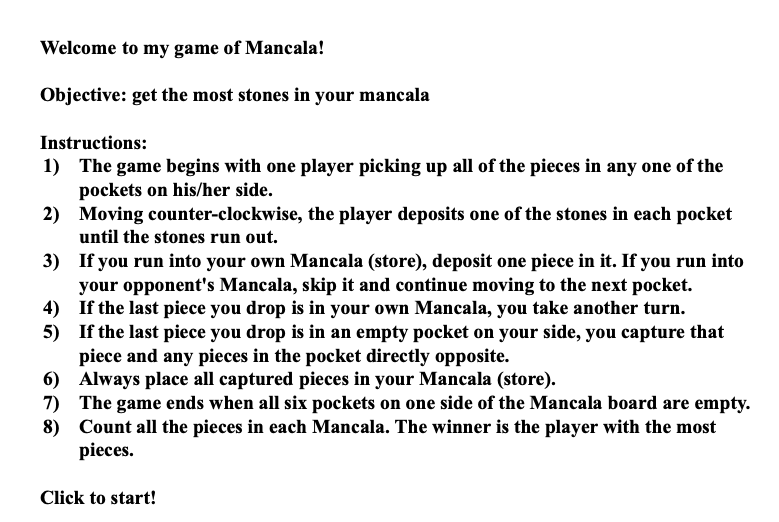 Welcome to my game of Mancala!
Objective: get the most stones in your mancala
Instructions:
1) The game begins with one player picking up all of the pieces in any one of the
pockets on his/her side.
2) Moving counter-clockwise, the player deposits one of the stones in each pocket
until the stones run out.
3) If you run into your own Mancala (store), deposit one piece in it. If you run into
your opponent's Mancala, skip it and continue moving to the next pocket.
4) If the last piece you drop is in your own Mancala, you take another turn.
5) If the last piece you drop is in an empty pocket on your side, you capture that
piece and any pieces in the pocket directly opposite.
6) Always place all captured pieces in your Mancala (store).
7) The game ends when all six pockets on one side of the Mancala board are empty.
8) Count all the pieces in each Mancala. The winner is the player with the most
pieces.
Click to start!